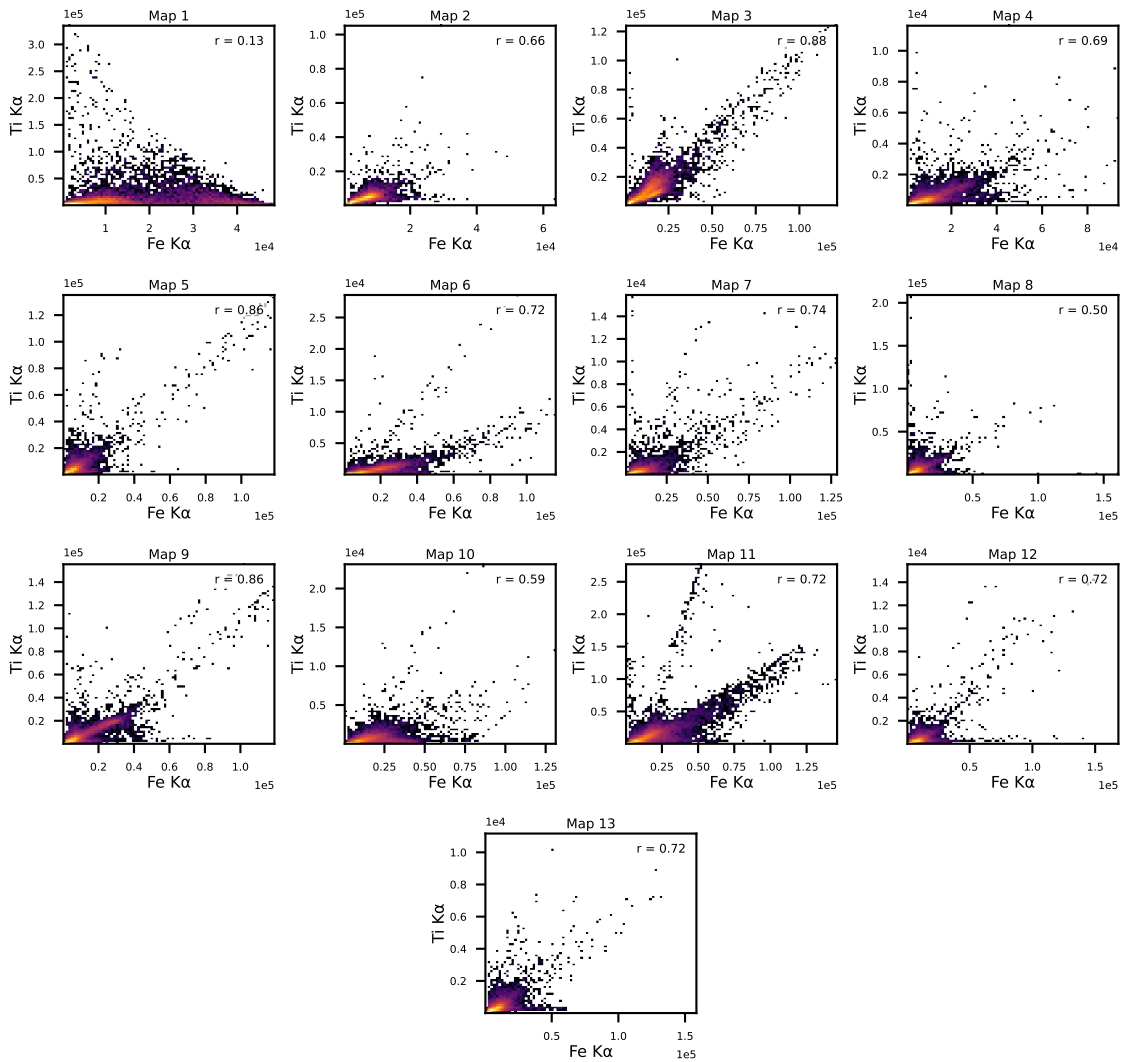 Map 1
1e5
r = 0.13
Ti Kα
3.0
2.5
2.0
1.5
1.0
0.5
1 2 3 4
Fe Kα
1e4
Map 2
1e5
r = 0.66
Ti Kα
1.0
0.8
0.6
0.4
0.2
2 4 6
Fe Kα
1e4
Map 3
1e5
r = 0.88
Ti Kα
1.2
1.0
0.8
0.6
0.4
0.2
0.25 0.50 0.75 1.00
Fe Kα
1e5
Map 4
1e4
r = 0.69
Ti Kα
1.0
0.8
0.6
0.4
0.2
2 4 6 8
Fe Kα
1e4
Map 5
1e5
r = 0.86
Ti Kα
1.2
1.0
0.8
0.6
0.4
0.2
0.2 0.4 0.6 0.8 1.0
Fe Kα
1e5
Map 6
1e4
r = 0.72
Ti Kα
2.5
2.0
1.5
1.0
0.5
0.2 0.4 0.6 0.8 1.0
Fe Kα
1e5
Map 7
1e4
r = 0.74
Ti Kα
1.4
1.2
1.0
0.8
0.6
0.4
0.2
0.25 0.50 0.75 1.00 1.25
Fe Kα
1e5
Map 8
1e5
r = 0.50
Ti Kα
2.0
1.5
1.0
0.5
0.5 1.0 1.5
Fe Kα
1e5
Map 9
1e5
r = 0.86
Ti Kα
1.4
1.2
1.0
0.8
0.6
0.4
0.2
0.2 0.4 0.6 0.8 1.0
Fe Kα
1e5
Map 10
1e4
r = 0.59
Ti Kα
2.0
1.5
1.0
0.5
0.25 0.50 0.75 1.00 1.25
Fe Kα
1e5
Map 11
1e5
r = 0.72
Ti Kα
2.5
2.0
1.5
1.0
0.5
0.25 0.50 0.75 1.00 1.25
Fe Kα
1e5
Map 12
1e4
r = 0.72
Ti Kα
1.4
1.2
1.0
0.8
0.6
0.4
0.2
0.5 1.0 1.5
Fe Kα
1e5
Map 13
1e4
r = 0.72
Ti Kα
1.0
0.8
0.6
0.4
0.2
0.5 1.0 1.5
Fe Kα
1e5